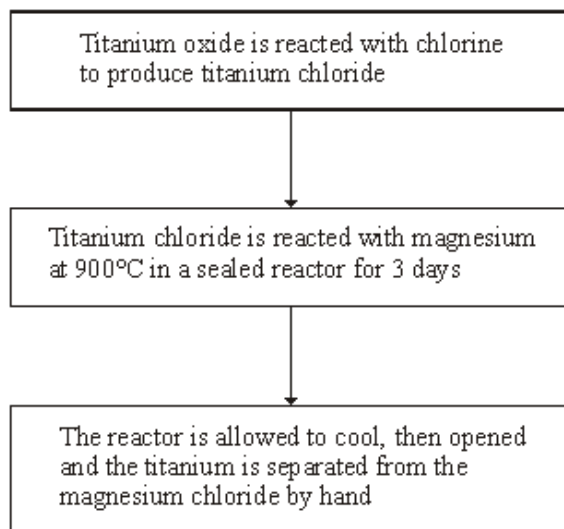 Titanium oxide is reacted with chlorine
to produce titanium chloride
Titanium chloride is reacted with magnesium
at 900°C in a sealed reactor for 3 days
The reactor is allowed to cool, then opened
and the titanium is separated from the
magnesium chloride by hand